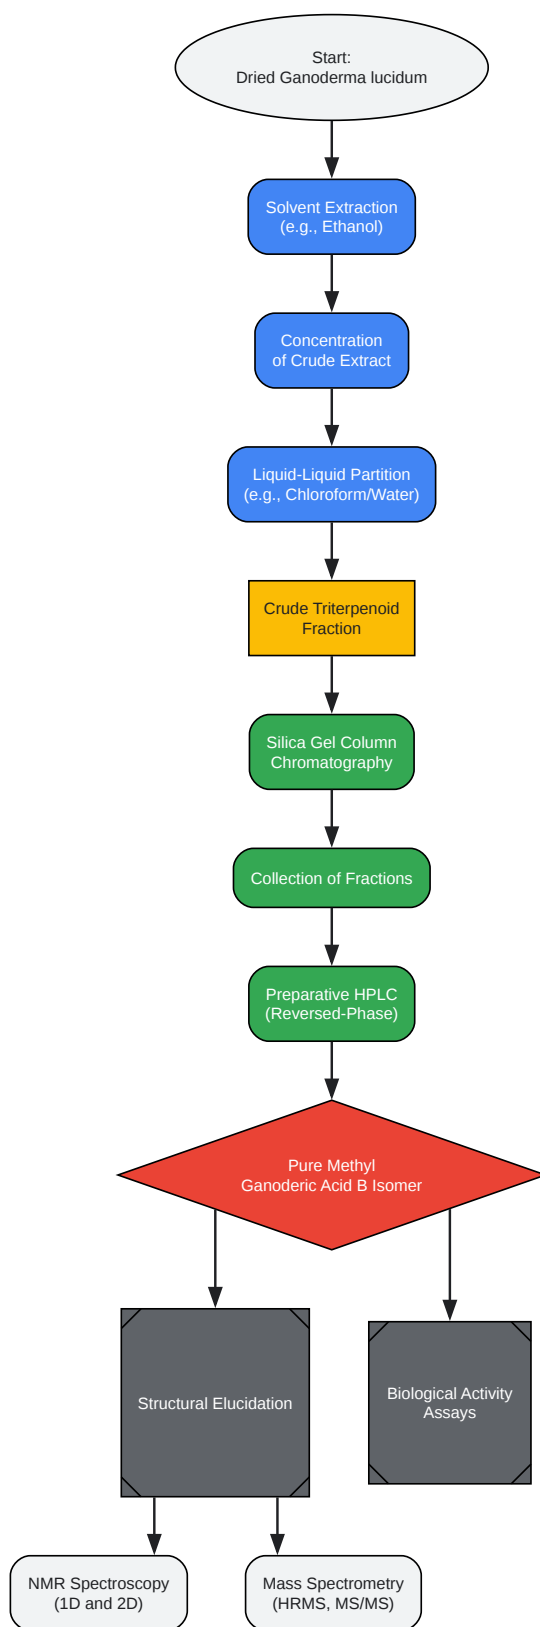 Start:
Dried Ganoderma lucidum
Solvent Extraction
(e.g., Ethanol)
Concentration
of Crude Extract
Liquid-Liquid Partition
(e.g., Chloroform/Water)
Crude Triterpenoid
Fraction
Silica Gel Column
Chromatography
Collection of Fractions
Preparative HPLC
(Reversed-Phase)
Pure Methyl
Ganoderic Acid B Isomer
Structural Elucidation
Biological Activity
Assays
NMR Spectroscopy
(1D and 2D)
Mass Spectrometry
(HRMS, MS/MS)